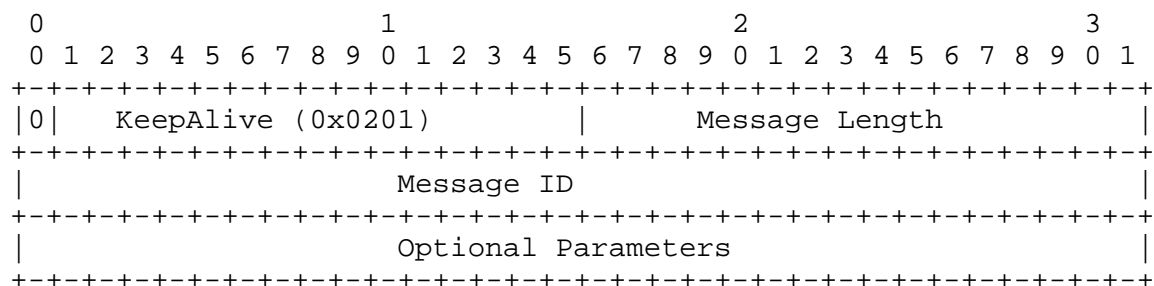 0                   1                   2                   3
 0 1 2 3 4 5 6 7 8 9 0 1 2 3 4 5 6 7 8 9 0 1 2 3 4 5 6 7 8 9 0 1
+-+-+-+-+-+-+-+-+-+-+-+-+-+-+-+-+-+-+-+-+-+-+-+-+-+-+-+-+-+-+-+-+
|0|   KeepAlive (0x0201)        |      Message Length           |
+-+-+-+-+-+-+-+-+-+-+-+-+-+-+-+-+-+-+-+-+-+-+-+-+-+-+-+-+-+-+-+-+
|                     Message ID                                |
+-+-+-+-+-+-+-+-+-+-+-+-+-+-+-+-+-+-+-+-+-+-+-+-+-+-+-+-+-+-+-+-+
|                     Optional Parameters                       |
+-+-+-+-+-+-+-+-+-+-+-+-+-+-+-+-+-+-+-+-+-+-+-+-+-+-+-+-+-+-+-+-+